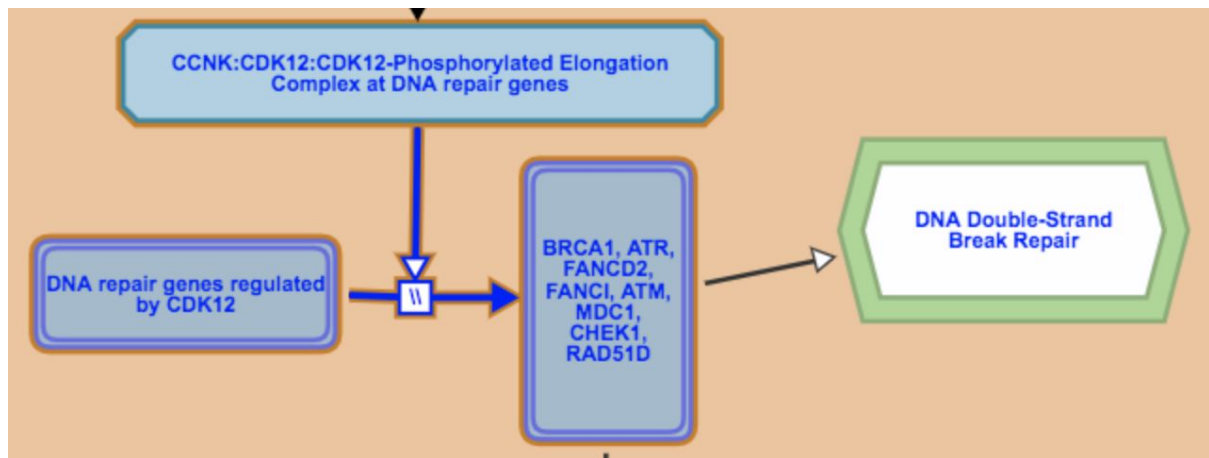 CCNK:CDK12:CDK12-Phosphorylated Elongation
Complex at DNA repair genes
DNA repair genes regulated
by CDK12
\\
BRCA1, ATR,
FANCD2,
FANCI, ATM,
MDC1,
CHEK1,
RAD51D
DNA Double-Strand
Break Repair